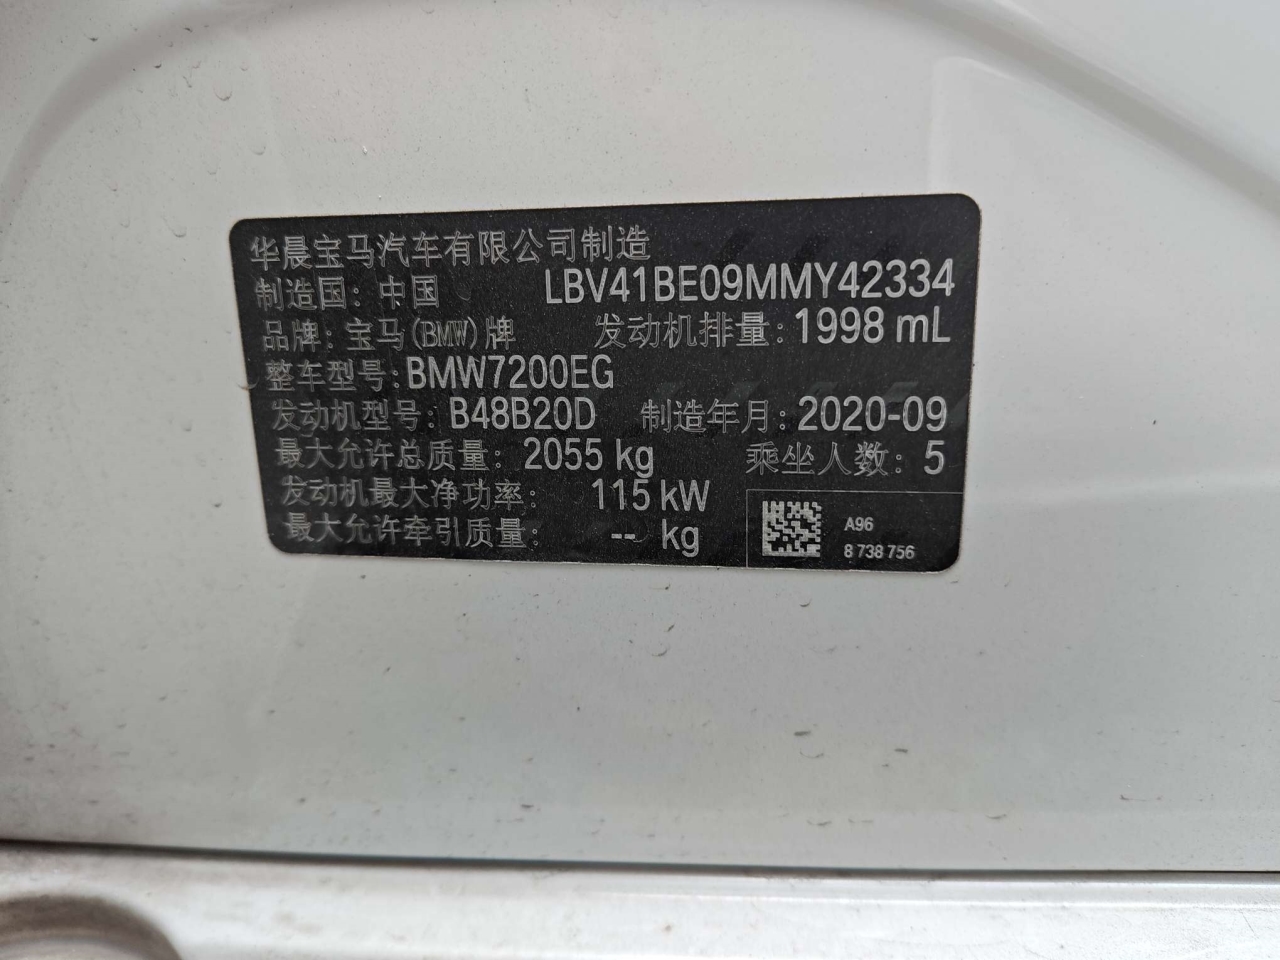 华晨宝马汽车有限公司制造
制造国: 中国 LBV41BE09MMY42334
品牌: 宝马(BMW)牌 发动机排量: 1998 mL
整车型号: BMW7200EG
发动机型号: B48B20D 制造年月: 2020-09
最大允许总质量: 2055 kg 乘坐人数: 5
发动机最大净功率: 115 kW
最大允许牵引质量: -- kg
A96
8 738 756